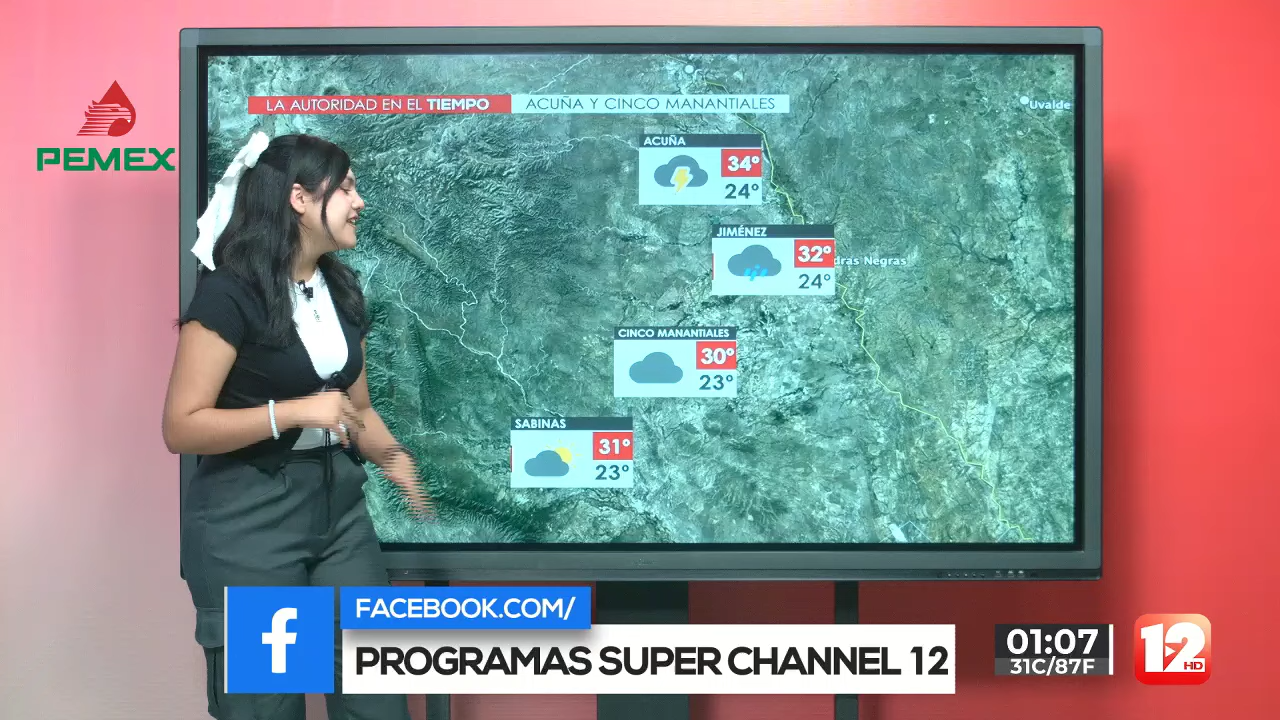 PEMEX
LA AUTORIDAD EN EL TIEMPO
ACUÑA Y CINCO MANANTIALES
Uvalde
ACUÑA
34°
24°
JIMÉNEZ
32°
24°
dras Negras
CINCO MANANTIALES
30°
23°
SABINAS
31°
23°
f
FACEBOOK.COM/
PROGRAMAS SUPER CHANNEL 12
01:07
31C/87F
12
HD